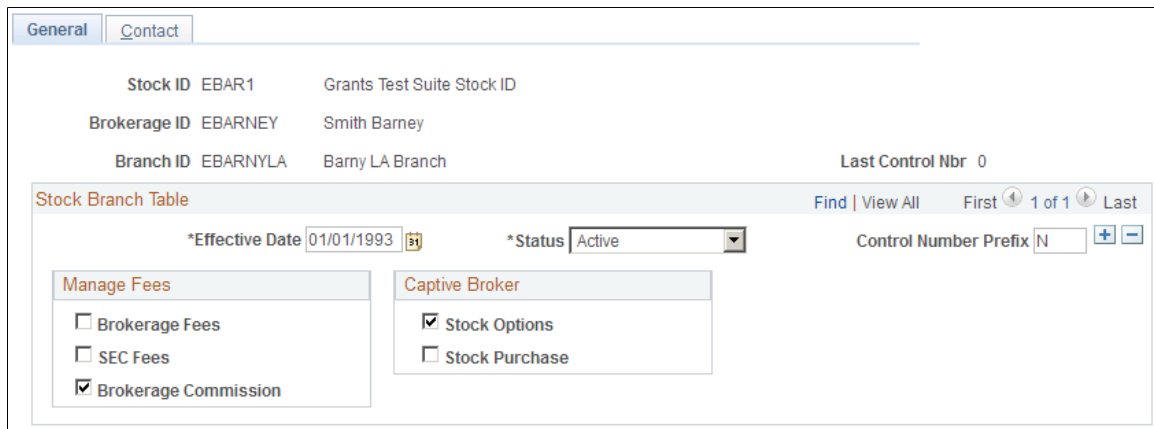 General Contact
Stock ID EBAR1 Grants Test Suite Stock ID
Brokerage ID EBARNEY Smith Barney
Branch ID EBARNYLA Barny LA Branch Last Control Nbr 0
Stock Branch Table Find | View All First 1 of 1 Last
*Effective Date 01/01/1993 31 *Status Active Control Number Prefix N
Manage Fees Captive Broker
Brokerage Fees Stock Options
SEC Fees Stock Purchase
Brokerage Commission